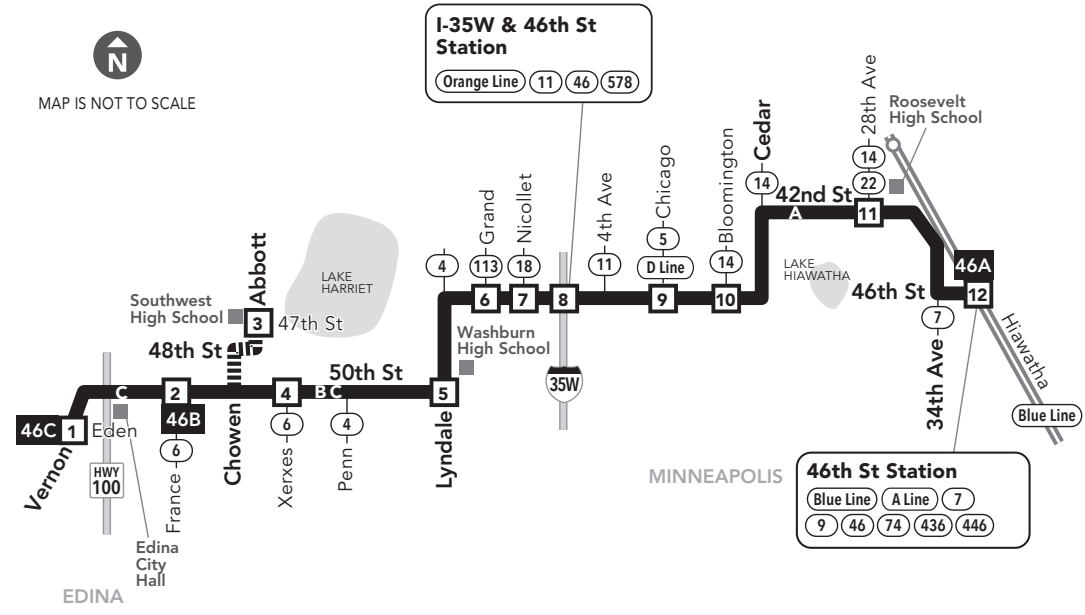 N
MAP IS NOT TO SCALE
I-35W & 46th St
Station
Orange Line 11 46 578
28th Ave
Roosevelt
High School
14
22
Cedar
14
42nd St
A
11
Bloomington
14
Chicago
5
D Line
4th Ave
11
Nicollet
18
Grand
113
4
6
7
8
9
10
LAKE
HIAWATHA
46A
46th St
12
7
34th Ave
Hiawatha
Blue Line
LAKE
HARRIET
Abbott
Southwest
High School
3
47th St
48th St
Washburn
High School
35W
50th St
C
2
4
B C
5
46C 1
Eden
46B
6
6
4
Vernon
HWY
100
France
Chowen
Xerxes
Penn
Lyndale
Edina
City
Hall
EDINA
MINNEAPOLIS
46th St Station
Blue Line A Line 7
9 46 74 436 446